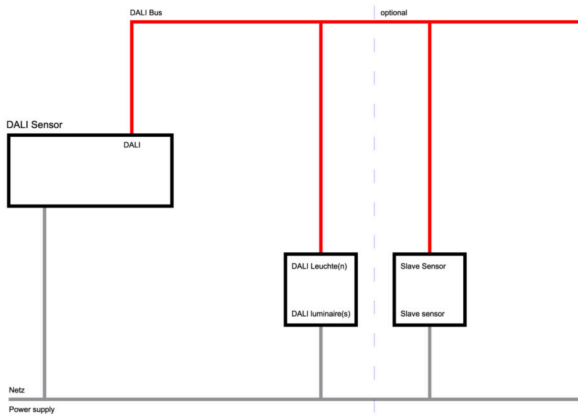 DALI Bus
optional
DALI Sensor
DALI
DALI Leuchte(n)
DALI luminaire(s)
Slave Sensor
Slave sensor
Netz
Power supply